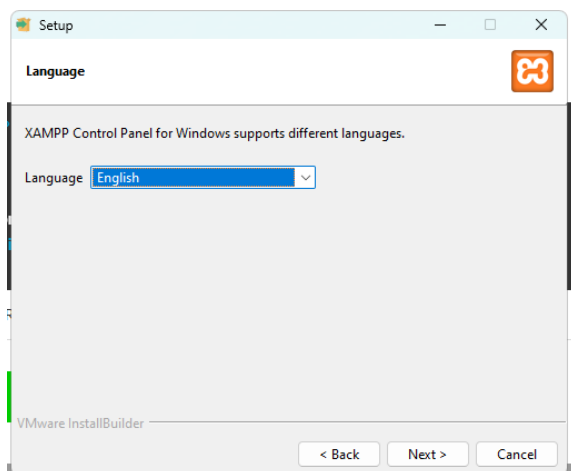 Setup
Language
XAMPP Control Panel for Windows supports different languages.
Language English
VMware InstallBuilder
< Back Next > Cancel